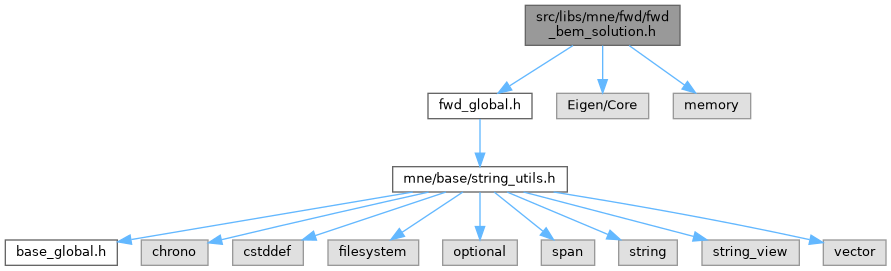 src/libs/mne/fwd/fwd
_bem_solution.h
fwd_global.h
Eigen/Core
memory
mne/base/string_utils.h
base_global.h
chrono
cstddef
filesystem
optional
span
string
string_view
vector